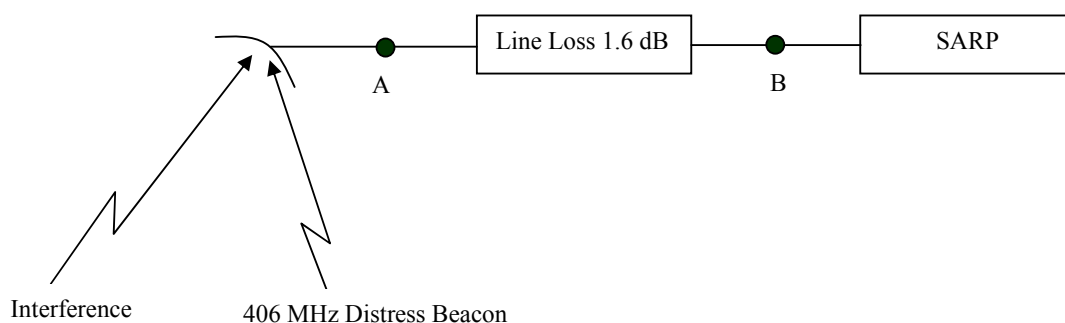 Line Loss 1.6 dB
SARP
A
B
Interference
406 MHz Distress Beacon